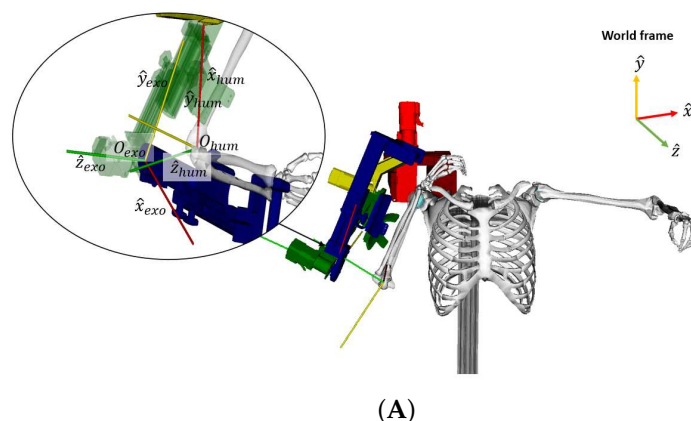 World frame
ŷ
x̂
ẑ
ŷ_exo
x̂_hum
ŷ_hum
O_exo
O_hum
ẑ_exo
ẑ_hum
x̂_exo
(A)